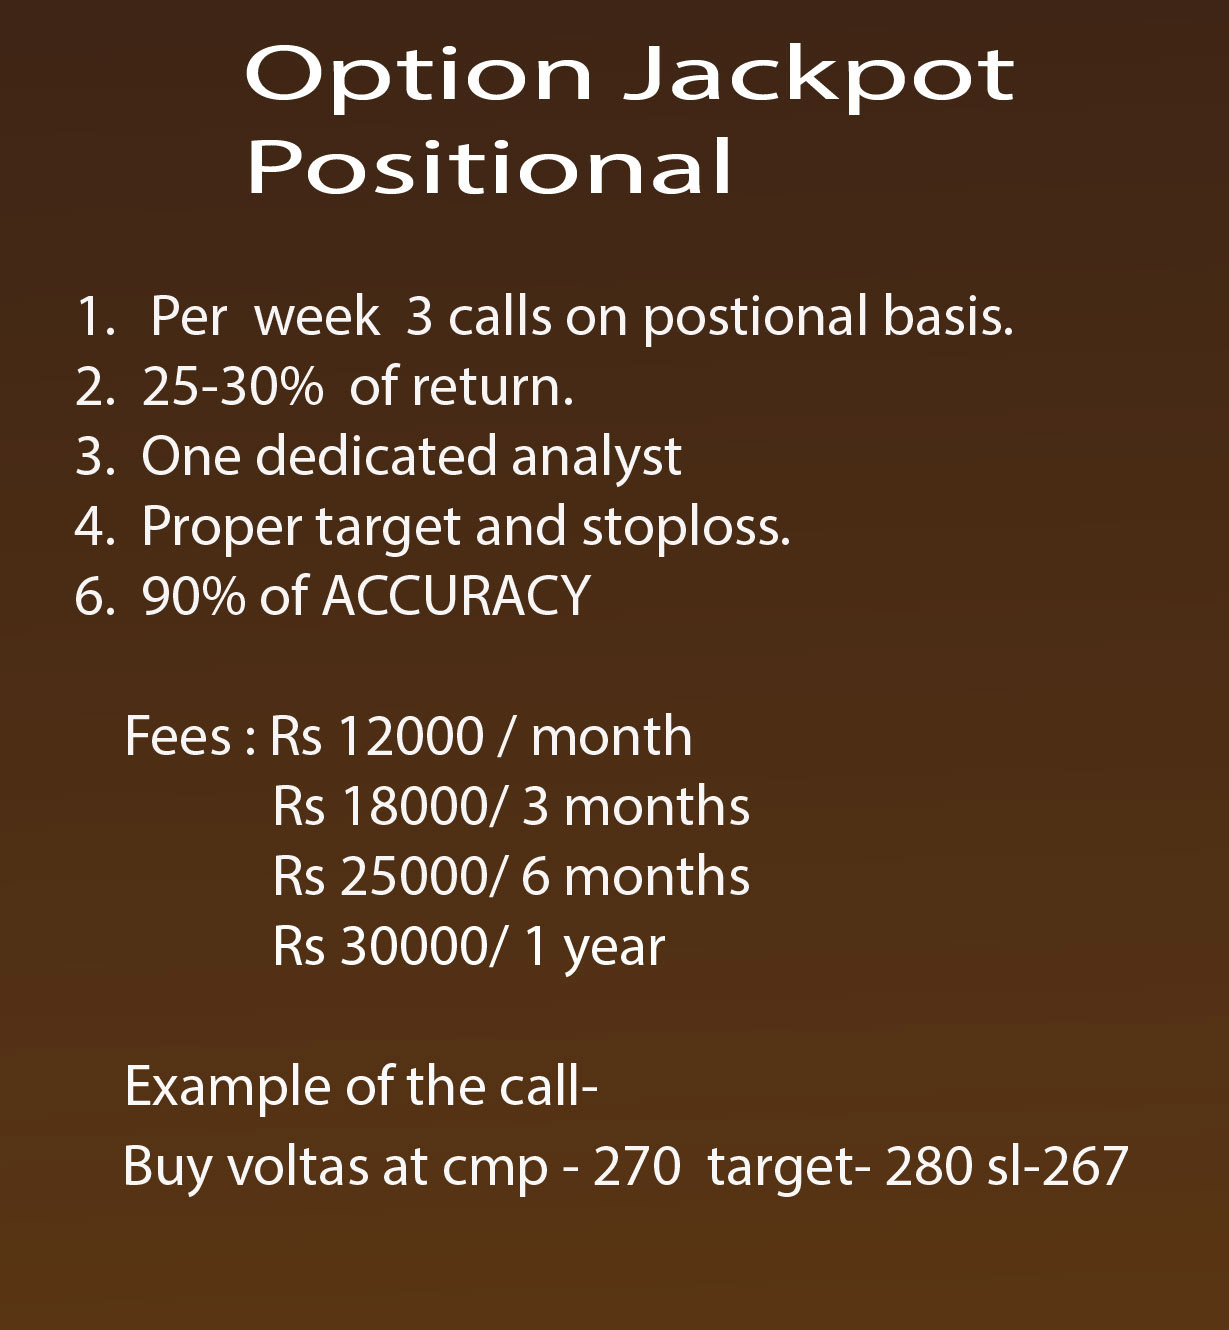 Option Jackpot
Positional
1. Per week 3 calls on postional basis.
2. 25-30% of return.
3. One dedicated analyst
4. Proper target and stoploss.
6. 90% of ACCURACY
Fees : Rs 12000 / month
Rs 18000/ 3 months
Rs 25000/ 6 months
Rs 30000/ 1 year
Example of the call-
Buy voltas at cmp - 270 target- 280 sl-267